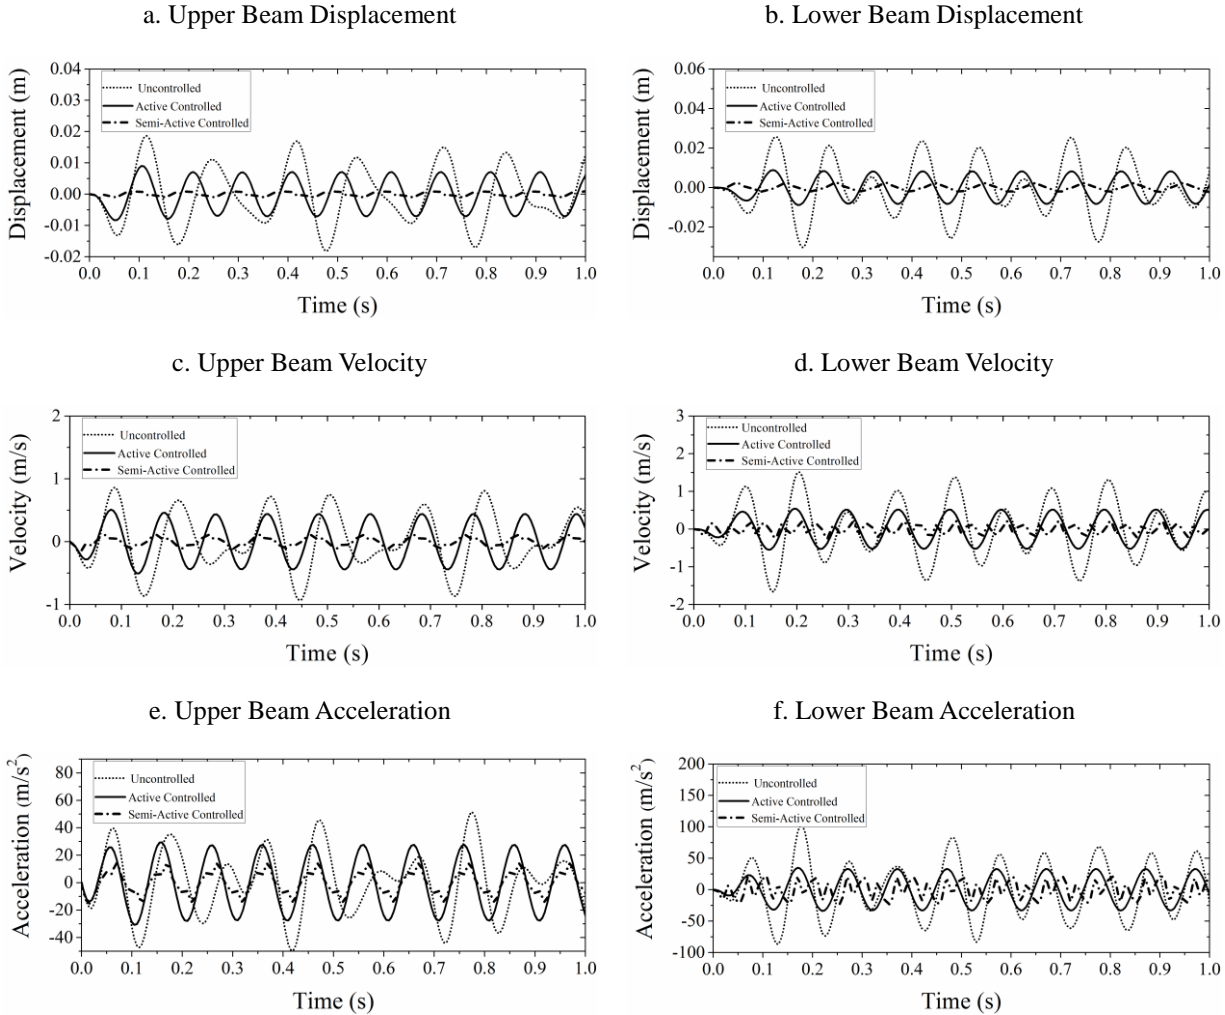 a. Upper Beam Displacement
b. Lower Beam Displacement
0.04
0.03
0.02
0.01
0.00
-0.01
-0.02
Displacement (m)
Uncontrolled
Active Controlled
Semi-Active Controlled
0.0 0.1 0.2 0.3 0.4 0.5 0.6 0.7 0.8 0.9 1.0
Time (s)
0.06
0.04
0.02
0.00
-0.02
Displacement (m)
Uncontrolled
Active Controlled
Semi-Active Controlled
0.0 0.1 0.2 0.3 0.4 0.5 0.6 0.7 0.8 0.9 1.0
Time (s)
c. Upper Beam Velocity
d. Lower Beam Velocity
2
1
0
-1
Velocity (m/s)
Uncontrolled
Active Controlled
Semi-Active Controlled
0.0 0.1 0.2 0.3 0.4 0.5 0.6 0.7 0.8 0.9 1.0
Time (s)
3
2
1
0
-1
-2
Velocity (m/s)
Uncontrolled
Active Controlled
Semi-Active Controlled
0.0 0.1 0.2 0.3 0.4 0.5 0.6 0.7 0.8 0.9 1.0
Time (s)
e. Upper Beam Acceleration
f. Lower Beam Acceleration
80
60
40
20
0
-20
-40
Acceleration (m/s²)
Uncontrolled
Active Controlled
Semi-Active Controlled
0.0 0.1 0.2 0.3 0.4 0.5 0.6 0.7 0.8 0.9 1.0
Time (s)
200
150
100
50
0
-50
-100
Acceleration (m/s²)
Uncontrolled
Active Controlled
Semi-Active Controlled
0.0 0.1 0.2 0.3 0.4 0.5 0.6 0.7 0.8 0.9 1.0
Time (s)